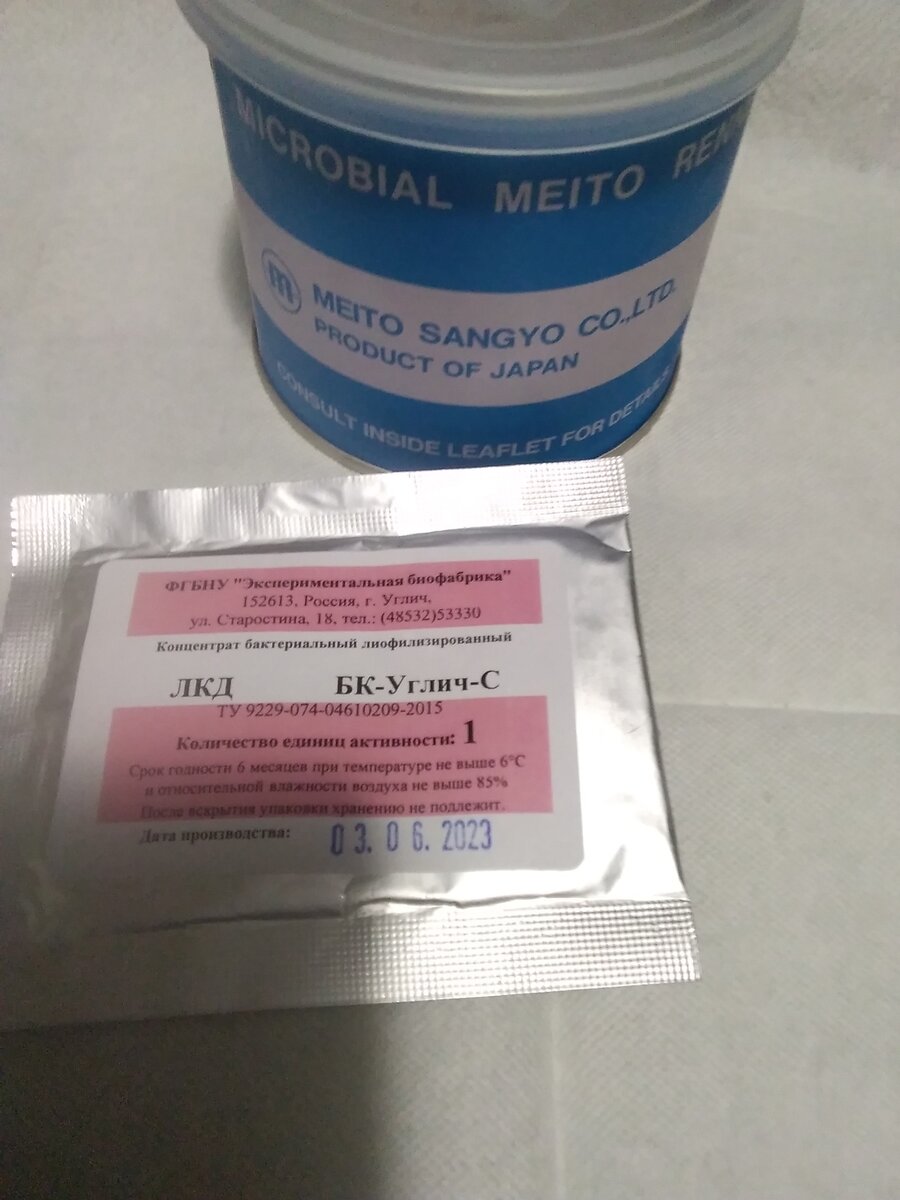 MICROBIAL MEITO
m
MEITO SANGYO CO.,LTD.
PRODUCT OF JAPAN
CONSULT INSIDE LEAFLET FOR DETAILS
ФГБНУ "Экспериментальная биофабрика"
152613, Россия, г. Углич,
ул. Старостина, 18, тел.: (48532)53330
Концентрат бактериальный лиофилизированный
ЛКД БК-Углич-С
ТУ 9229-074-04610209-2015
Количество единиц активности: 1
Срок годности 6 месяцев при температуре не выше 6°С
и относительной влажности воздуха не выше 85%
После вскрытия упаковки хранению не подлежит.
Дата производства: 03. 06. 2023